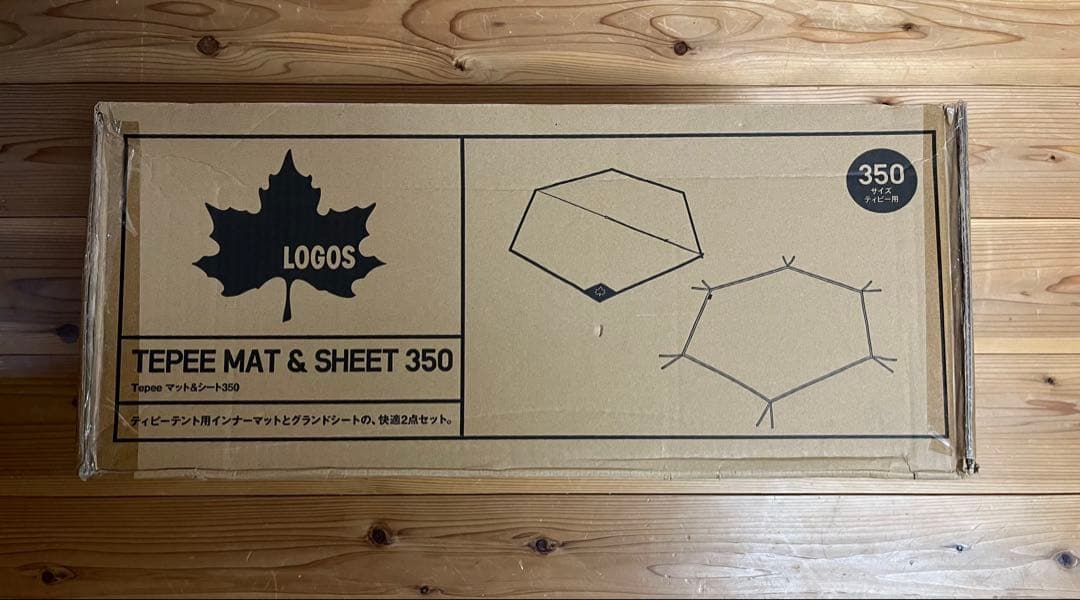 LOGOS
TEPEE MAT & SHEET 350
Tepee マット&シート350
ティピーテント用インナーマットとグランドシートの、快適2点セット。
350
サイズ
ティピー用